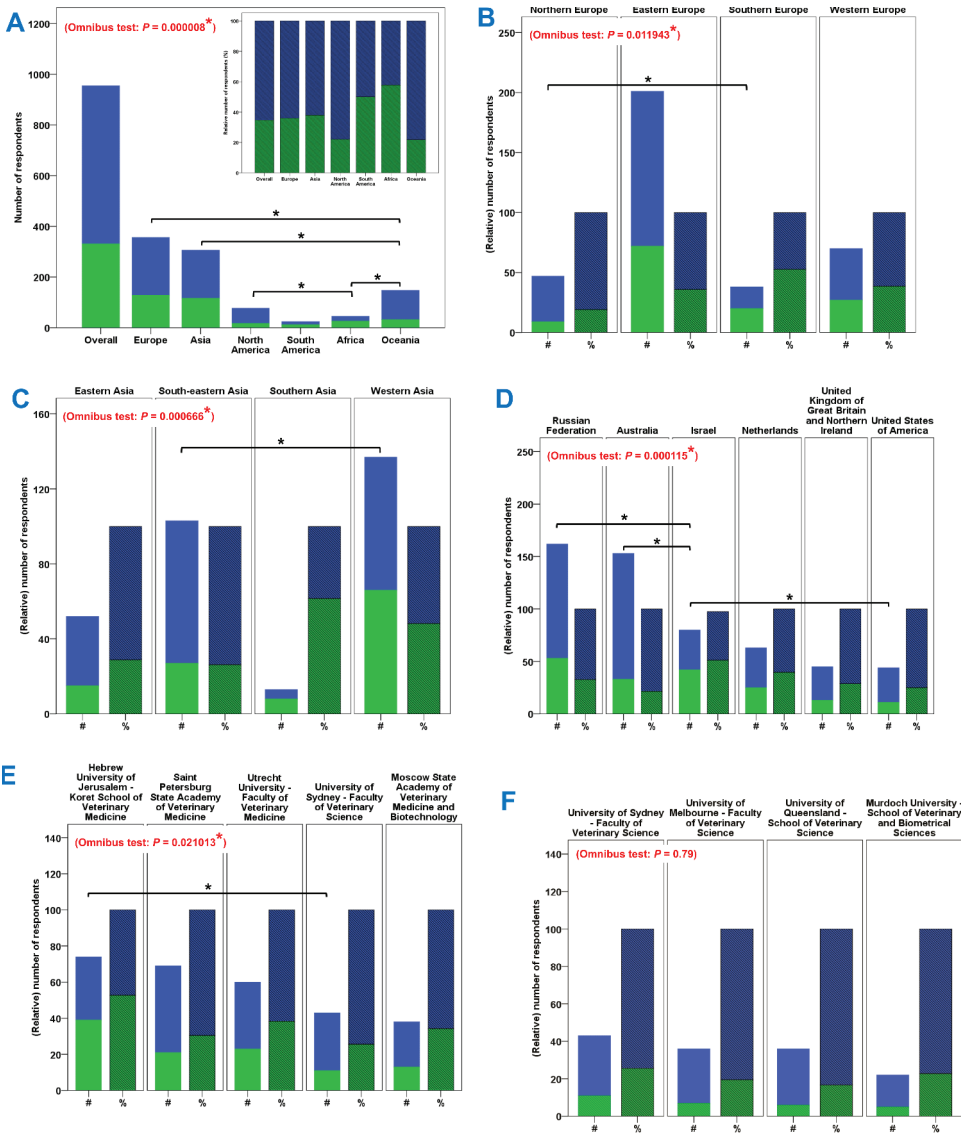 A
(Omnibus test: P = 0.000008*)
Number of respondents
1200
1000
800
600
400
200
0
Overall
Europe
Asia
North America
South America
Africa
Oceania
*
*
*
*
Relative number of respondents (%)
100
80
60
40
20
0
Overall
Europe
Asia
North America
South America
Africa
Oceania
B
Northern Europe
Eastern Europe
Southern Europe
Western Europe
(Omnibus test: P = 0.011943*)
*
(Relative) number of respondents
250
200
150
100
50
0
# % # % # % # %
C
Eastern Asia
South-eastern Asia
Southern Asia
Western Asia
(Omnibus test: P = 0.000666*)
*
(Relative) number of respondents
160
120
80
40
0
# % # % # % # %
D
Russian Federation
Australia
Israel
Netherlands
United Kingdom of Great Britain and Northern Ireland
United States of America
(Omnibus test: P = 0.000115*)
*
*
*
(Relative) number of respondents
250
200
150
100
50
0
# % # % # % # % # % # %
E
Hebrew University of Jerusalem - Koret School of Veterinary Medicine
Saint Petersburg State Academy of Veterinary Medicine
Utrecht University - Faculty of Veterinary Medicine
University of Sydney - Faculty of Veterinary Science
Moscow State Academy of Veterinary Medicine and Biotechnology
(Omnibus test: P = 0.021013*)
*
(Relative) number of respondents
140
120
100
80
60
40
20
0
# % # % # % # % # %
F
University of Sydney - Faculty of Veterinary Science
University of Melbourne - Faculty of Veterinary Science
University of Queensland - School of Veterinary Science
Murdoch University - School of Veterinary and Biometrical Sciences
(Omnibus test: P = 0.79)
(Relative) number of respondents
140
120
100
80
60
40
20
0
# % # % # % # %